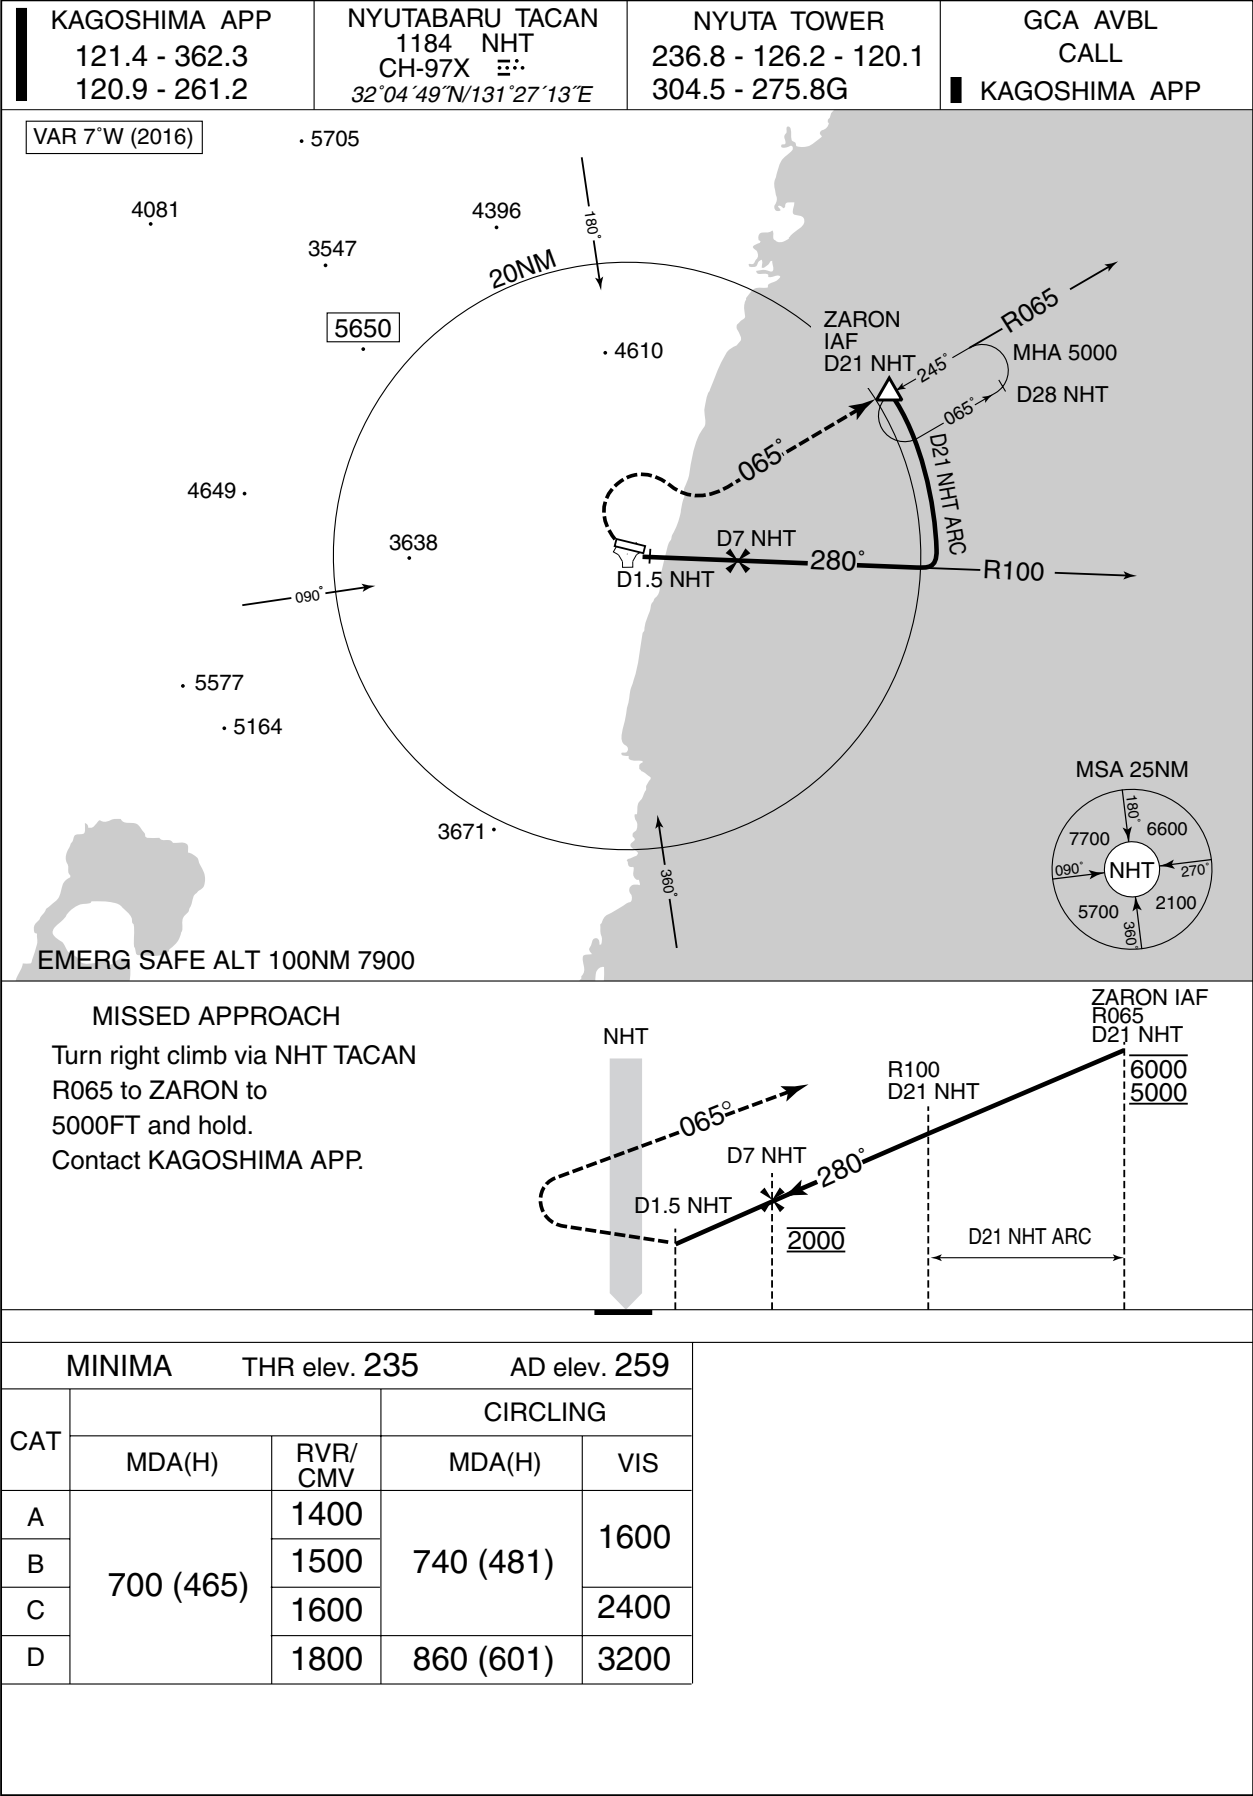 KAGOSHIMA APP
121.4 - 362.3
120.9 - 261.2
NYUTABARU TACAN
1184 NHT
CH-97X
32°04´49˝N/131°27´13˝E
NYUTA TOWER
236.8 - 126.2 - 120.1
304.5 - 275.8G
GCA AVBL
CALL
KAGOSHIMA APP
VAR 7°W (2016)
5705
4081
4396
180°
3547
20NM
5650
4610
ZARON
IAF
D21 NHT
R065
245°
MHA 5000
D28 NHT
065°
065°
D21 NHT ARC
4649
3638
D7 NHT
280°
D1.5 NHT
R100
090°
5577
5164
3671
360°
MSA 25NM
180°
7700
6600
090°
NHT
270°
5700
2100
360°
EMERG SAFE ALT 100NM 7900
MISSED APPROACH
Turn right climb via NHT TACAN
R065 to ZARON to
5000FT and hold.
Contact KAGOSHIMA APP.
NHT
065°
D1.5 NHT
D7 NHT
2000
280°
R100
D21 NHT
D21 NHT ARC
ZARON IAF
R065
D21 NHT
6000
5000
MINIMA THR elev. 235 AD elev. 259
CAT
CIRCLING
MDA(H)
RVR/
CMV
MDA(H)
VIS
A
B
C
D
700 (465)
1400
1500
1600
1800
740 (481)
860 (601)
1600
2400
3200